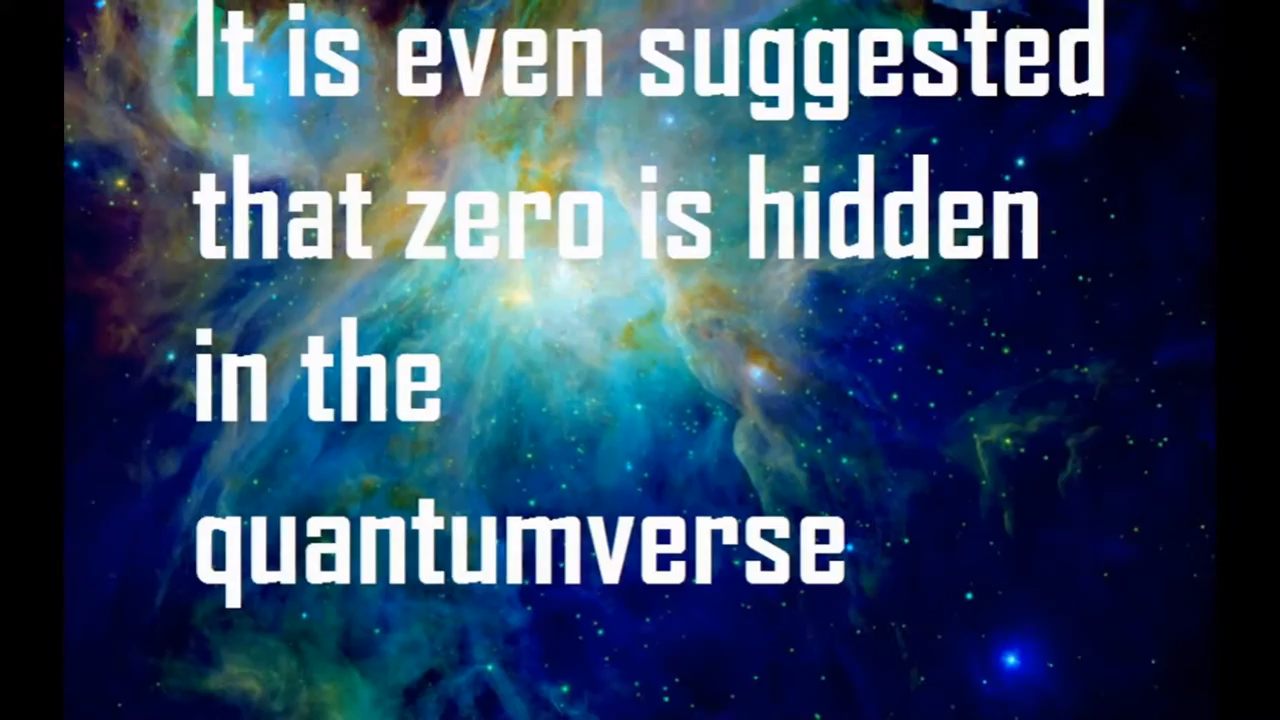 It is even suggested
that zero is hidden
in the
quantumverse